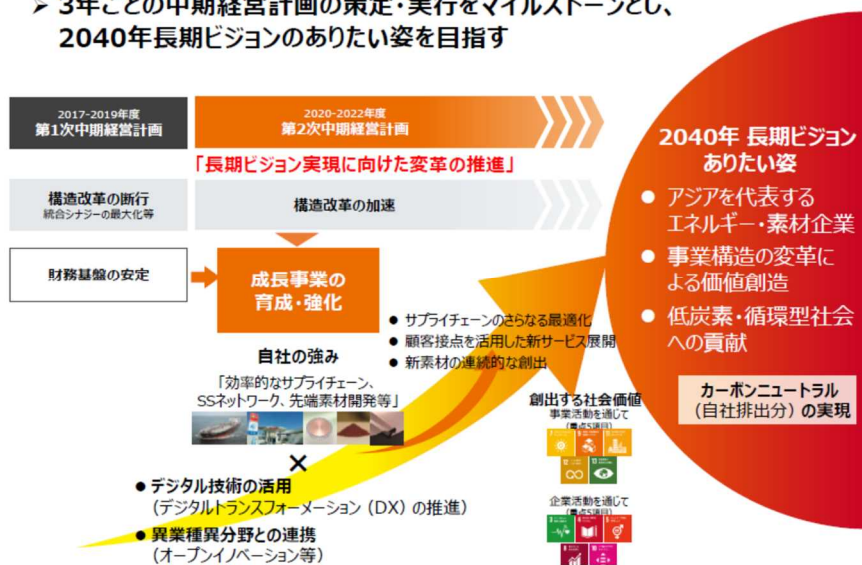 ➢ 3年ごとの中期経営計画の策定・実行をマイルストーンとし、
2040年長期ビジョンのありたい姿を目指す
2017-2019年度
第1次中期経営計画
2020-2022年度
第2次中期経営計画
「長期ビジョン実現に向けた変革の推進」
構造改革の断行
統合シナジーの最大化等
構造改革の加速
財務基盤の安定
成長事業の
育成・強化
● サプライチェーンのさらなる最適化
● 顧客接点を活用した新サービス展開
● 新素材の連続的な創出
自社の強み
「効率的なサプライチェーン、
SSネットワーク、先端素材開発等」
×
● デジタル技術の活用
(デジタルトランスフォーメーション (DX) の推進)
● 異業種異分野との連携
(オープンイノベーション等)
創出する社会価値
事業活動を通じて
(重点5項目)
企業活動を通じて
(重点5項目)
2040年 長期ビジョン
ありたい姿
● アジアを代表する
エネルギー・素材企業
● 事業構造の変革に
よる価値創造
● 低炭素・循環型社会
への貢献
カーボンニュートラル
(自社排出分) の実現